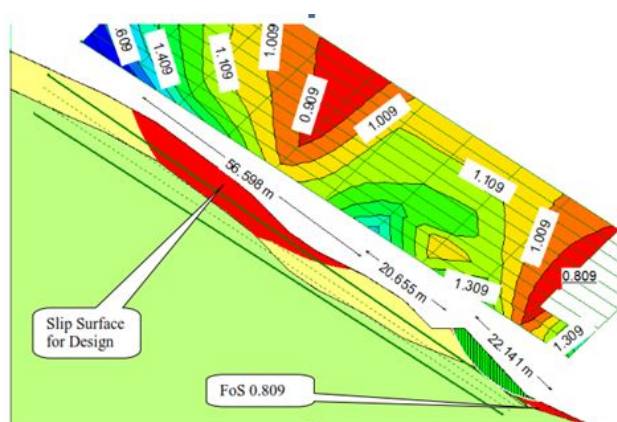 .609
1.409
1.109
1.009
0.909
1.009
1.109
1.009
0.809
1.309
1.309
56.598 m
20.655 m
22.141 m
Slip Surface
for Design
FoS 0.809